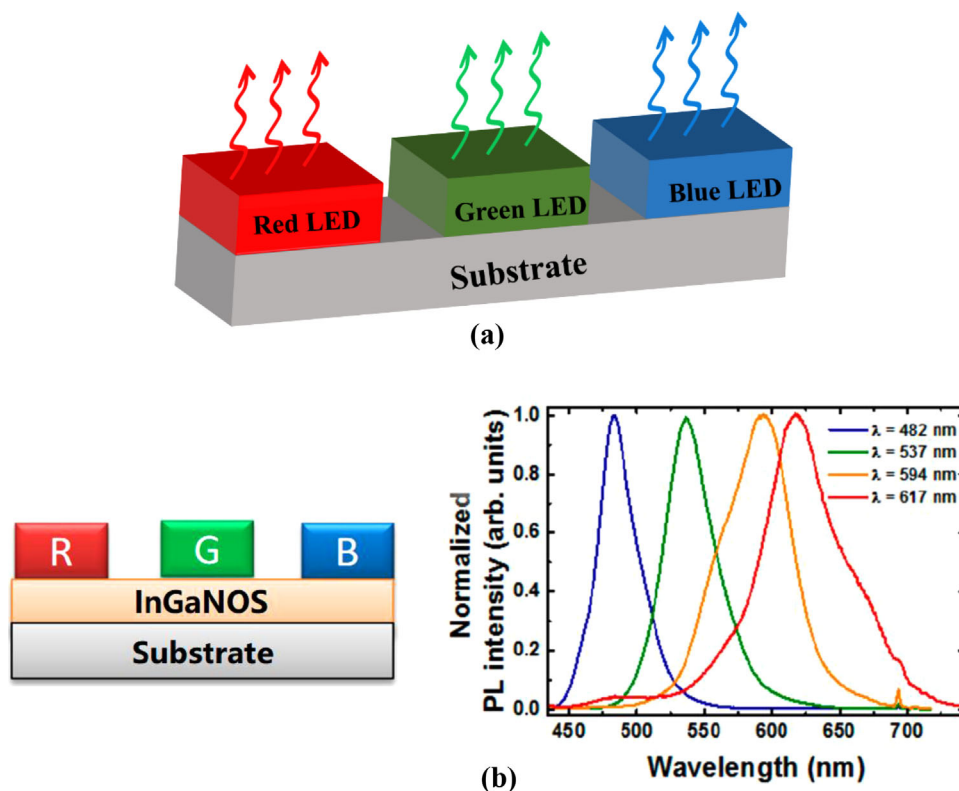 Red LED
Green LED
Blue LED
Substrate
(a)
R
G
B
InGaNOS
Substrate
Normalized
PL intensity (arb. units)
1.0
0.8
0.6
0.4
0.2
0.0
λ = 482 nm
λ = 537 nm
λ = 594 nm
λ = 617 nm
450 500 550 600 650 700
Wavelength (nm)
(b)